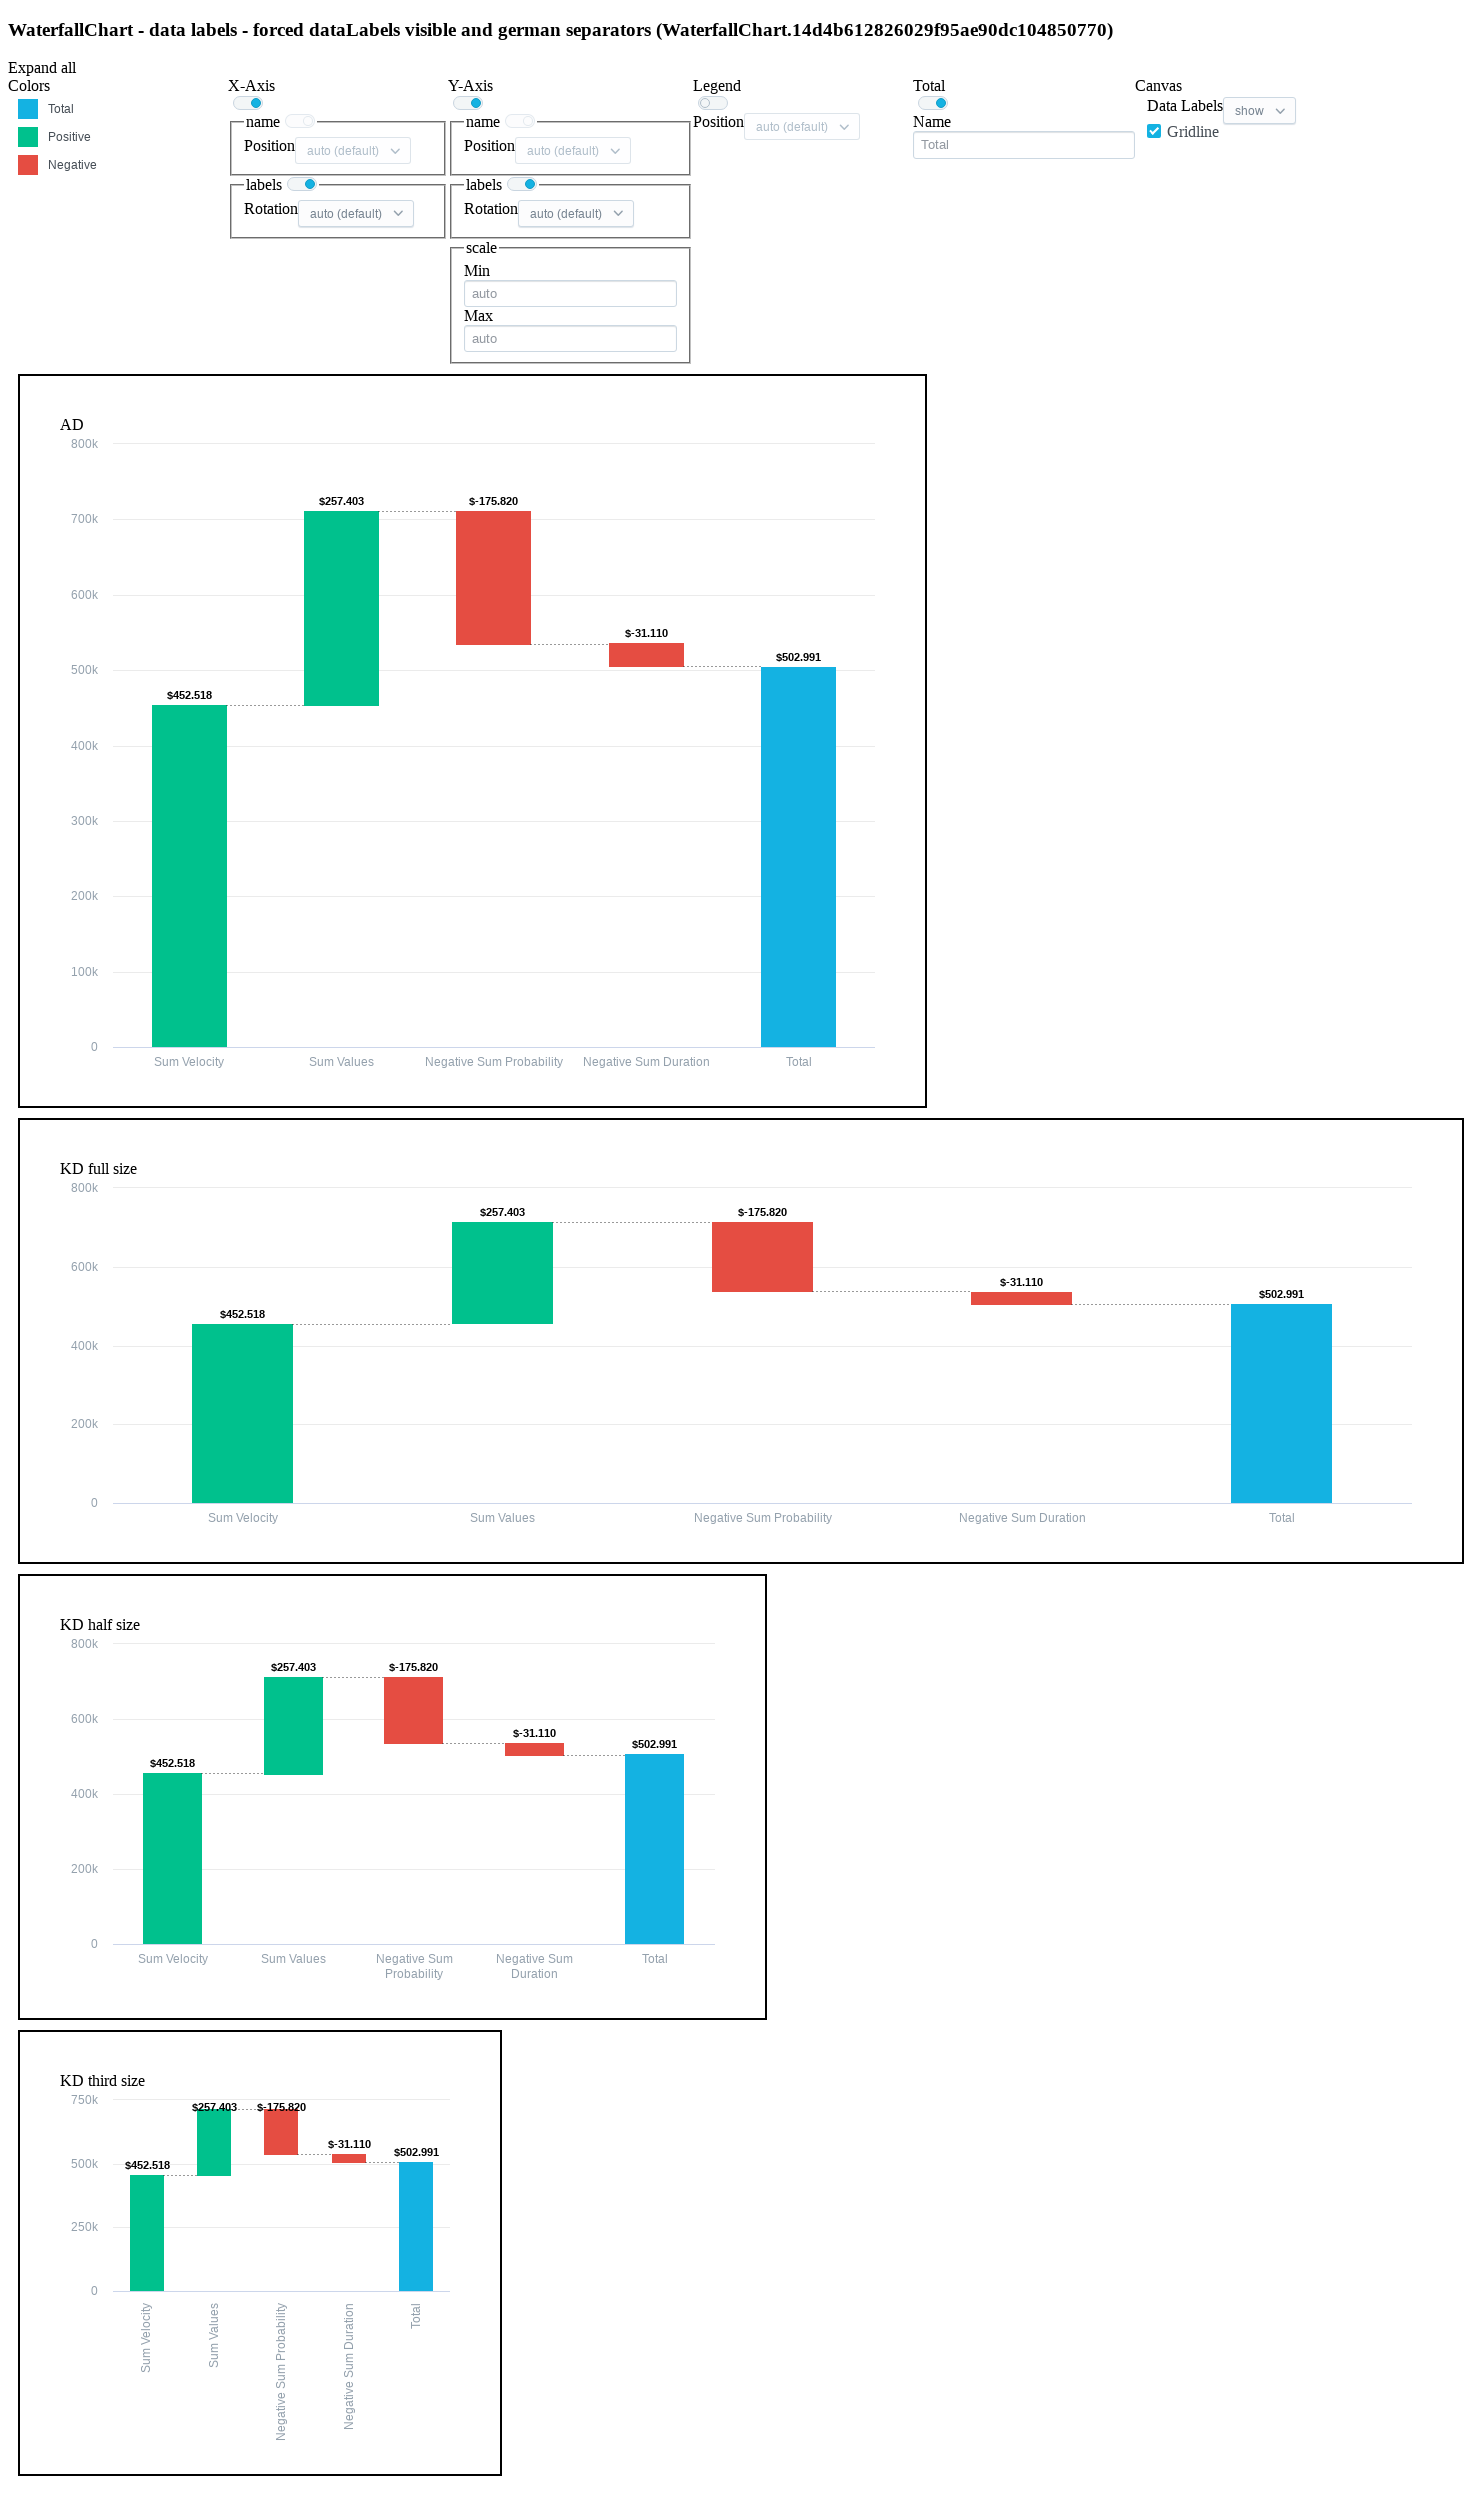 WaterfallChart - data labels - forced dataLabels visible and german separators (WaterfallChart.14d4b612826029f95ae90dc104850770)
Expand all
Colors
Total
Positive
Negative
X-Axis
name
Position auto (default)
labels
Rotation auto (default)
Y-Axis
name
Position auto (default)
labels
Rotation auto (default)
scale
Min
auto
Max
auto
Legend
Position auto (default)
Total
Name
Total
Canvas
Data Labels show
Gridline
AD
800k
700k
600k
500k
400k
300k
200k
100k
0
$452.518
$257.403
$-175.820
$-31.110
$502.991
Sum Velocity
Sum Values
Negative Sum Probability
Negative Sum Duration
Total
KD full size
800k
600k
400k
200k
0
$452.518
$257.403
$-175.820
$-31.110
$502.991
Sum Velocity
Sum Values
Negative Sum Probability
Negative Sum Duration
Total
KD half size
800k
600k
400k
200k
0
$452.518
$257.403
$-175.820
$-31.110
$502.991
Sum Velocity
Sum Values
Negative Sum
Probability
Negative Sum
Duration
Total
KD third size
750k
500k
250k
0
$452.518
$257.403
$-175.820
$-31.110
$502.991
Sum Velocity
Sum Values
Negative Sum Probability
Negative Sum Duration
Total